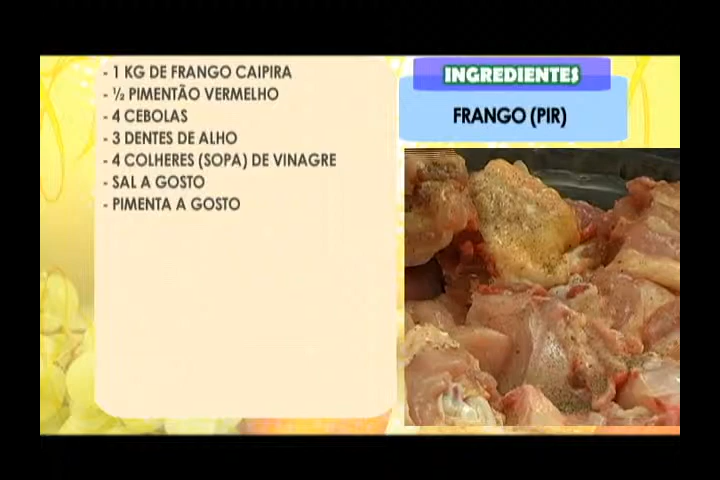 - 1 KG DE FRANGO CAIPIRA
- ½ PIMENTÃO VERMELHO
- 4 CEBOLAS
- 3 DENTES DE ALHO
- 4 COLHERES (SOPA) DE VINAGRE
- SAL A GOSTO
- PIMENTA A GOSTO
INGREDIENTES
FRANGO (PIR)